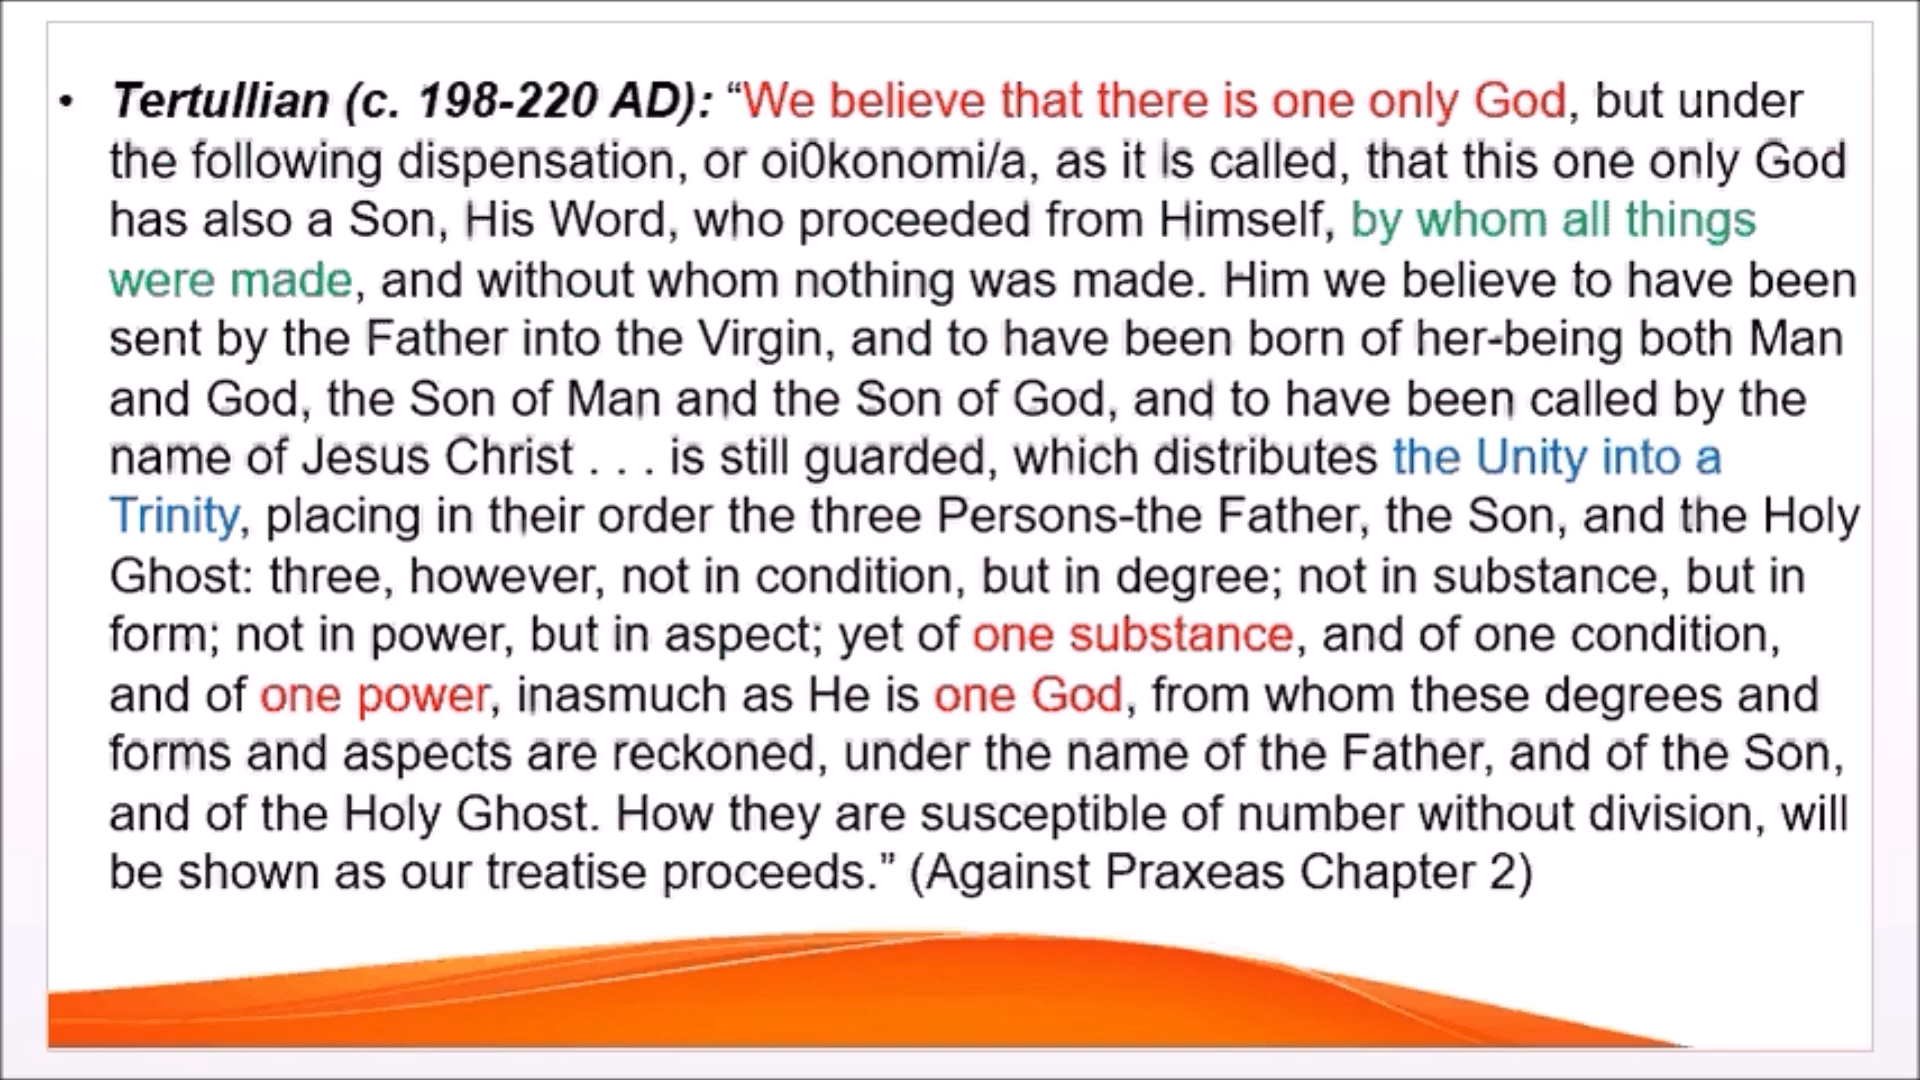 • Tertullian (c. 198-220 AD): “We believe that there is one only God, but under
the following dispensation, or oi0konomi/a, as it is called, that this one only God
has also a Son, His Word, who proceeded from Himself, by whom all things
were made, and without whom nothing was made. Him we believe to have been
sent by the Father into the Virgin, and to have been born of her-being both Man
and God, the Son of Man and the Son of God, and to have been called by the
name of Jesus Christ . . . is still guarded, which distributes the Unity into a
Trinity, placing in their order the three Persons-the Father, the Son, and the Holy
Ghost: three, however, not in condition, but in degree; not in substance, but in
form; not in power, but in aspect; yet of one substance, and of one condition,
and of one power, inasmuch as He is one God, from whom these degrees and
forms and aspects are reckoned, under the name of the Father, and of the Son,
and of the Holy Ghost. How they are susceptible of number without division, will
be shown as our treatise proceeds.” (Against Praxeas Chapter 2)